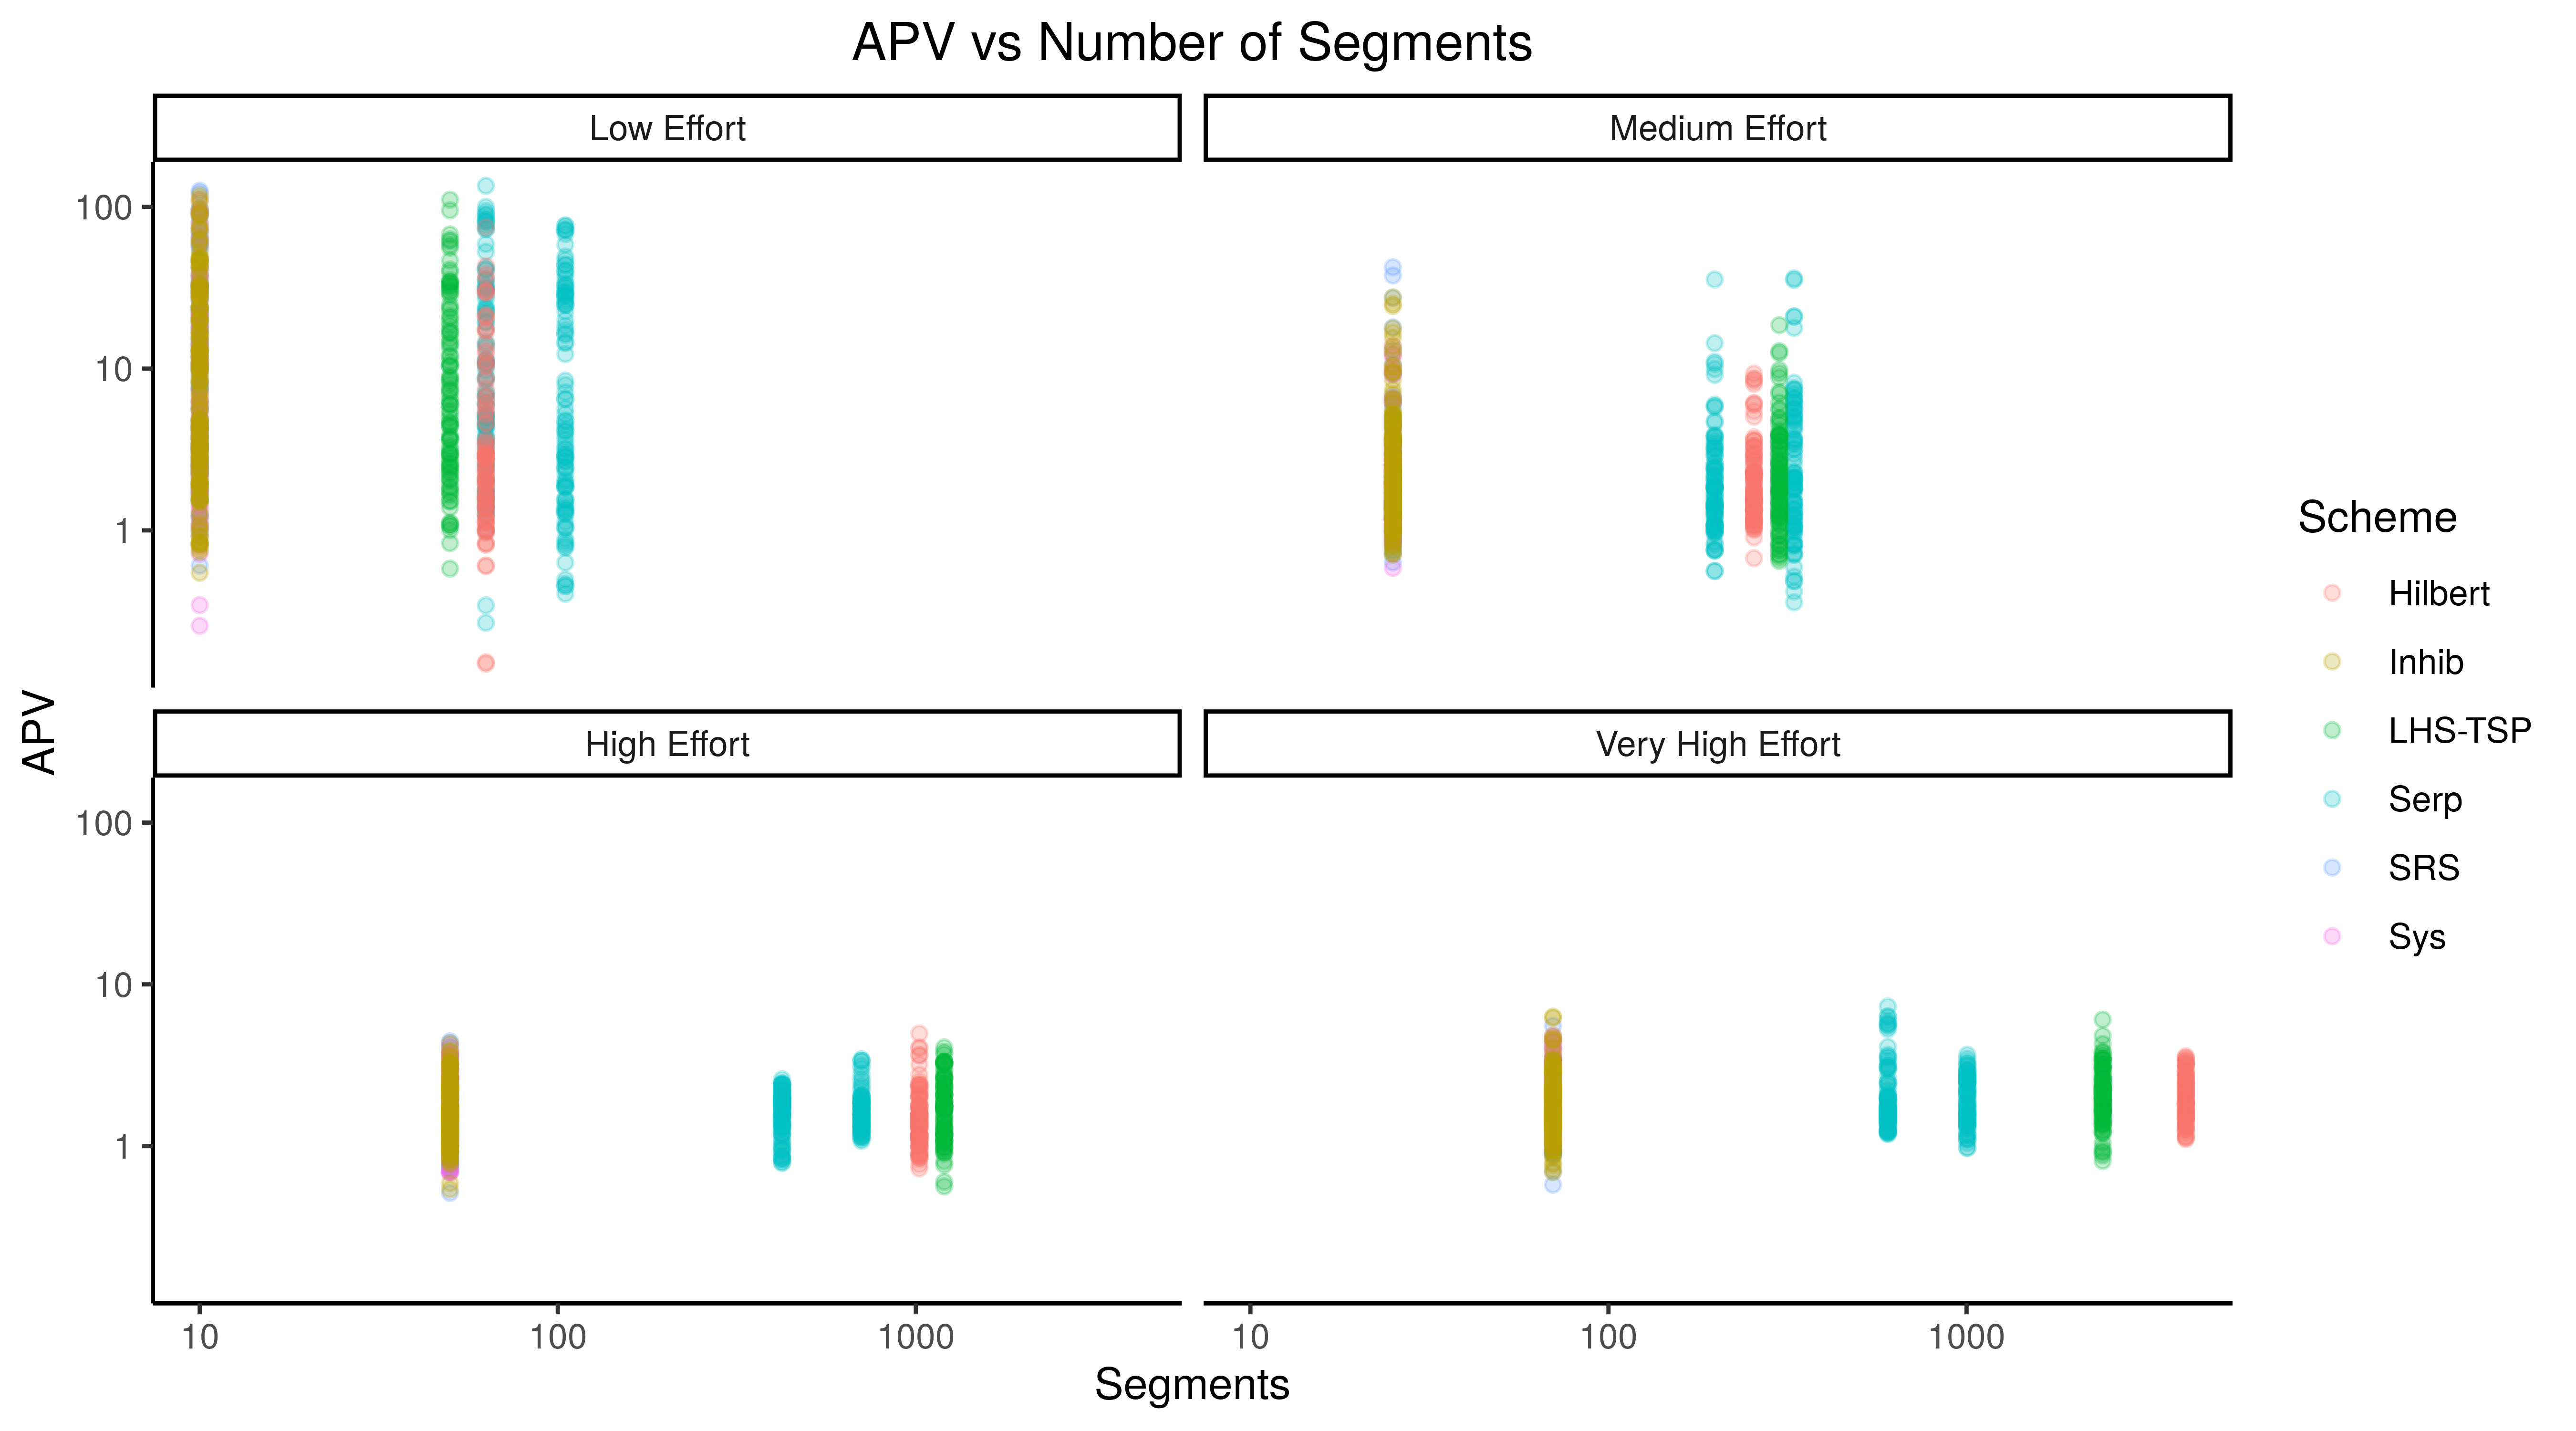 APV vs Number of Segments
Low Effort
Medium Effort
100
10
1
High Effort
Very High Effort
100
10
1
APV
10
100
1000
10
100
1000
Segments
Scheme
Hilbert
Inhib
LHS-TSP
Serp
SRS
Sys